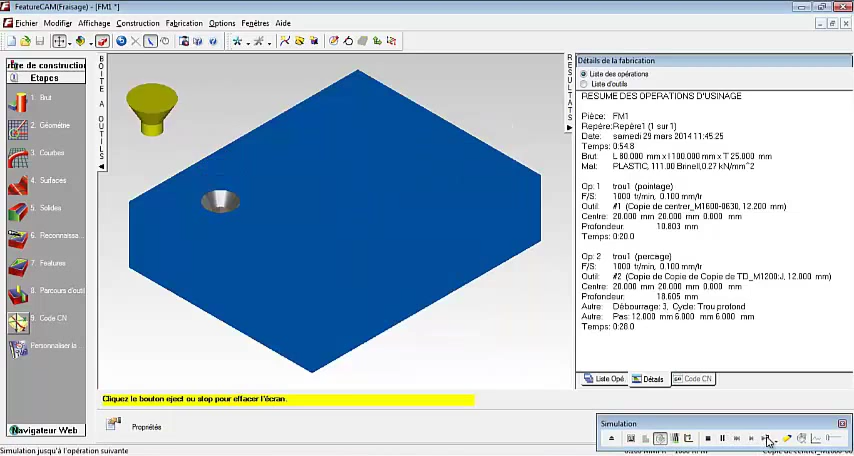 FeatureCAM(Fraisage) - [FM1 *]
Fichier Modifier Affichage Construction Fabrication Options Fenêtres Aide
Etapes
1. Brut
2. Géométrie
3. Courbes
4. Surfaces
5. Solides
6. Reconnaissa...
7. Features
8. Parcours d'outi
9. Code CN
Personnaliser la ...
Navigateur Web
BOITE A OUTILS
RESULTATS
Détails de la fabrication
Liste des opérations
Liste d'outils
RESUME DES OPERATIONS D'USINAGE
Pièce: FM1
Repère: Repère1 (1 sur 1)
Date: samedi 29 mars 2014 11:45:25
Temps: 0:54.8
Brut: L 80.000 mm x l 100.000 mm x T 25.000 mm
Mat: PLASTIC, 111.00 Brinell,0.27 kN/mm^2
Op: 1 trou1 (pointage)
F/S: 1000 tr/min, 0.100 mm/tr
Outil: #1 (Copie de centrer_M1600-0630, 12.200 mm)
Centre: 20.000 mm 20.000 mm 0.000 mm
Profondeur 10.803 mm
Temps: 0:20.0
Op: 2 trou1 (perçage)
F/S: 1000 tr/min, 0.100 mm/tr
Outil: #2 (Copie de Copie de Copie de TD_M1200:J, 12.000 mm)
Centre: 20.000 mm 20.000 mm 0.000 mm
Profondeur: 18.605 mm
Autre: Débourrage: 3, Cycle: Trou profond
Autre: Pas: 12.000 mm 6.000 mm 6.000 mm
Temps: 0:28.0
Liste Opé. Détails Code CN
Cliquez le bouton eject ou stop pour effacer l'écran.
Propriétés
Simulation
Simulation jusqu'à l'opération suivante